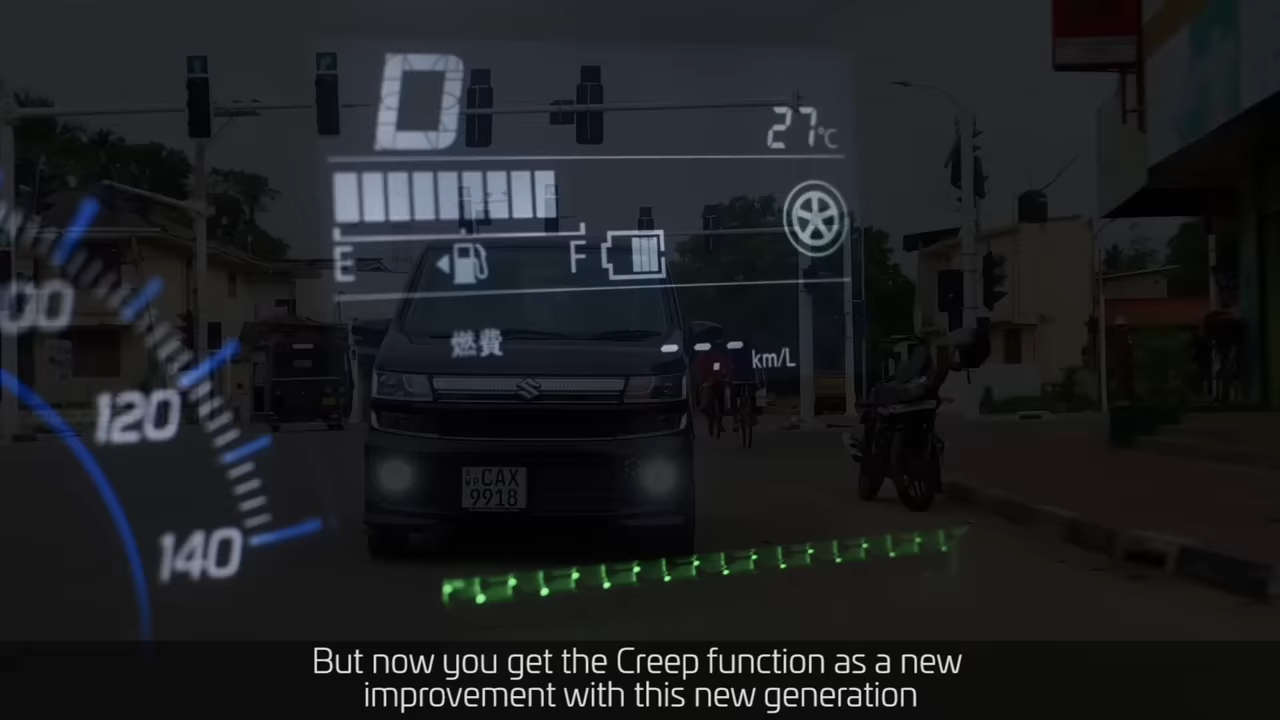 D
27°C
E
F
00
燃費
km/L
120
CAX
9918
140
But now you get the Creep function as a new
improvement with this new generation